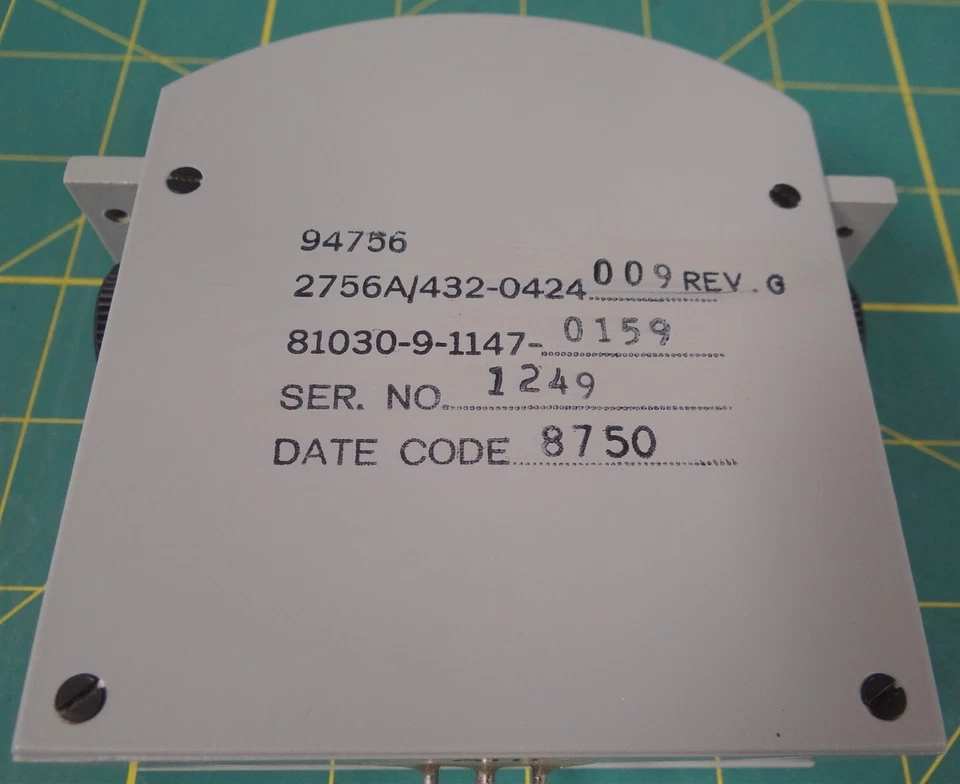 94756
2756A/432-0424 009 REV. G
81030-9-1147- 0159
SER. NO. 1249
DATE CODE 8750